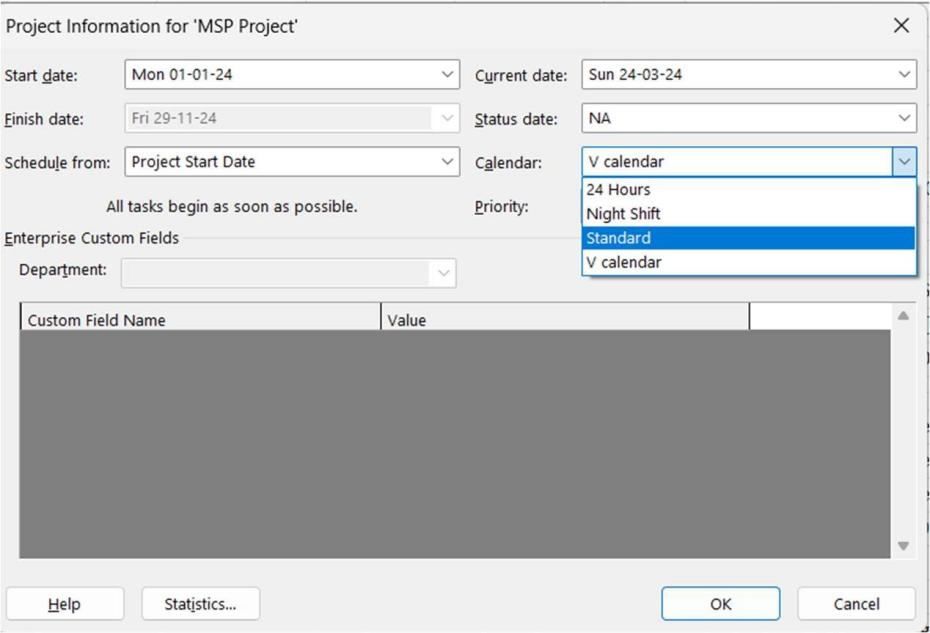 Project Information for 'MSP Project'
Start date: Mon 01-01-24 Current date: Sun 24-03-24
Finish date: Fri 29-11-24 Status date: NA
Schedule from: Project Start Date Calendar: V calendar
24 Hours
All tasks begin as soon as possible. Priority: Night Shift
Enterprise Custom Fields Standard
Department: V calendar
Custom Field Name Value
Help Statistics... OK Cancel